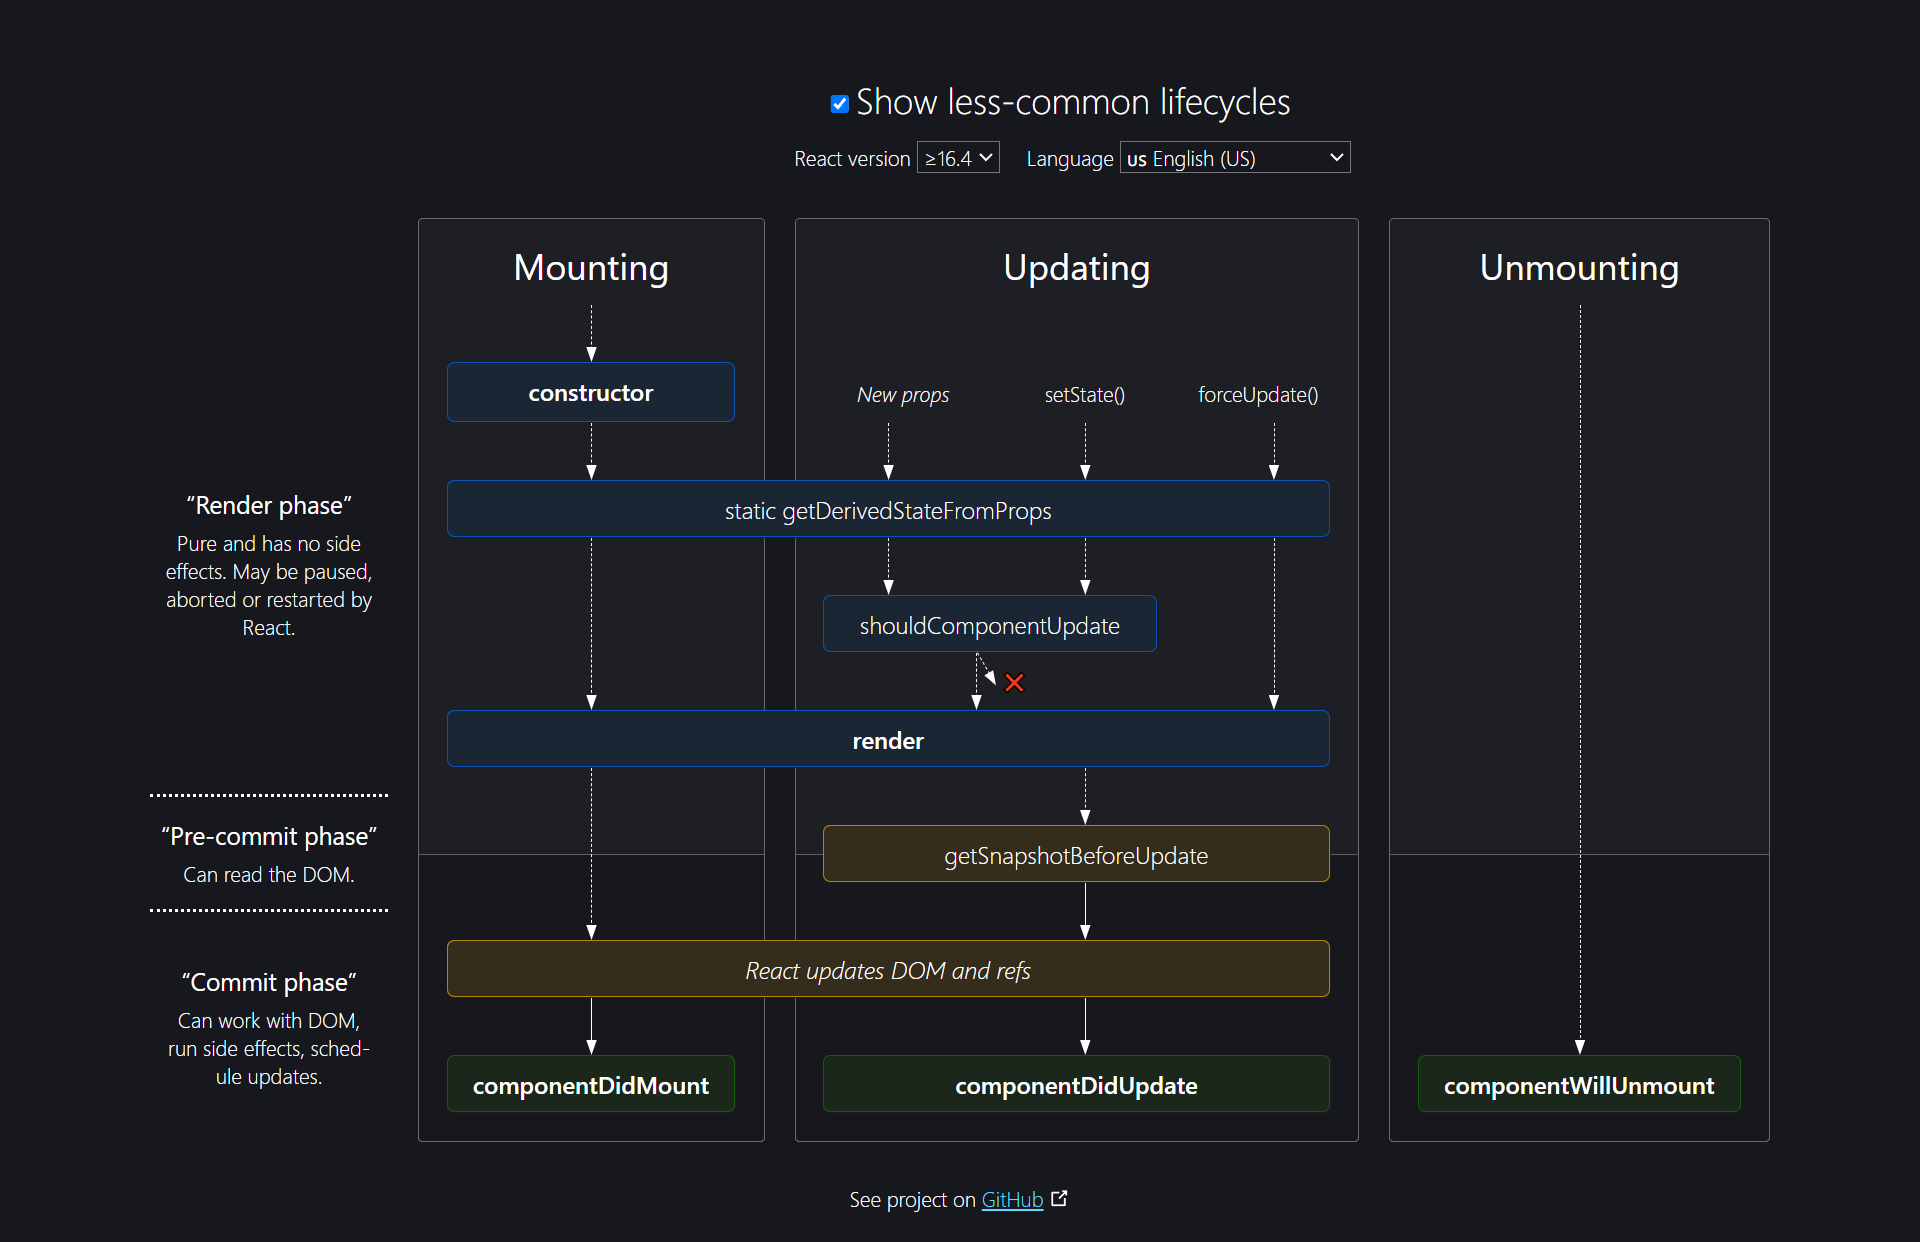 Show less-common lifecycles
React version ≥16.4 Language us English (US)
Mounting
Updating
Unmounting
constructor
New props
setState()
forceUpdate()
“Render phase”
Pure and has no side
effects. May be paused,
aborted or restarted by
React.
static getDerivedStateFromProps
shouldComponentUpdate
render
“Pre-commit phase”
Can read the DOM.
getSnapshotBeforeUpdate
“Commit phase”
Can work with DOM,
run side effects, sched-
ule updates.
React updates DOM and refs
componentDidMount
componentDidUpdate
componentWillUnmount
See project on GitHub